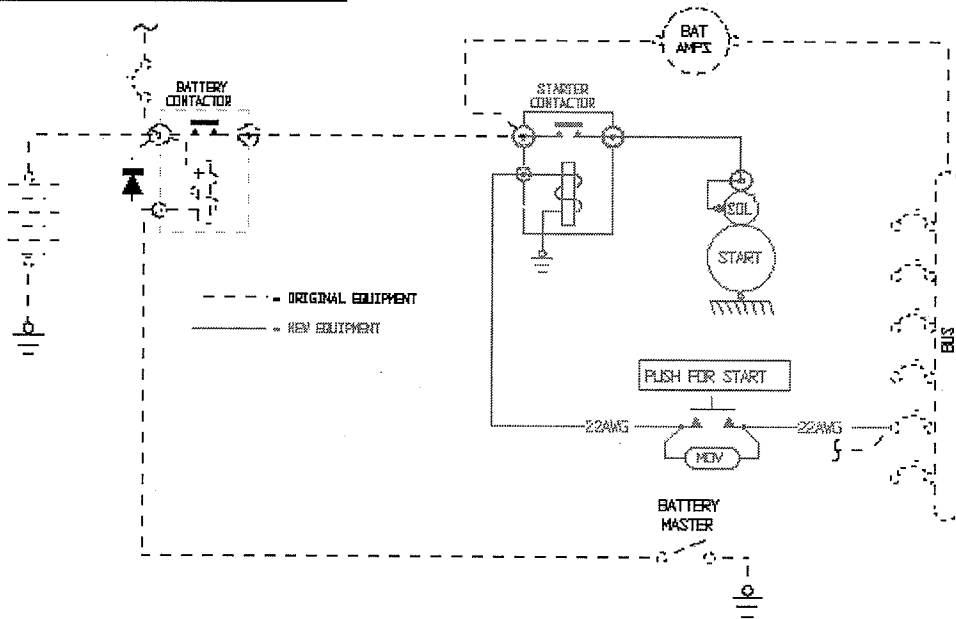 BAT
AMPS
BATTERY
CONTACTOR
STARTER
CONTACTOR
+
SOL
START
- - - - = ORIGINAL EQUIPMENT
——— = NEW EQUIPMENT
BUS
PUSH FOR START
22AWG
22AWG
MOV
BATTERY
MASTER